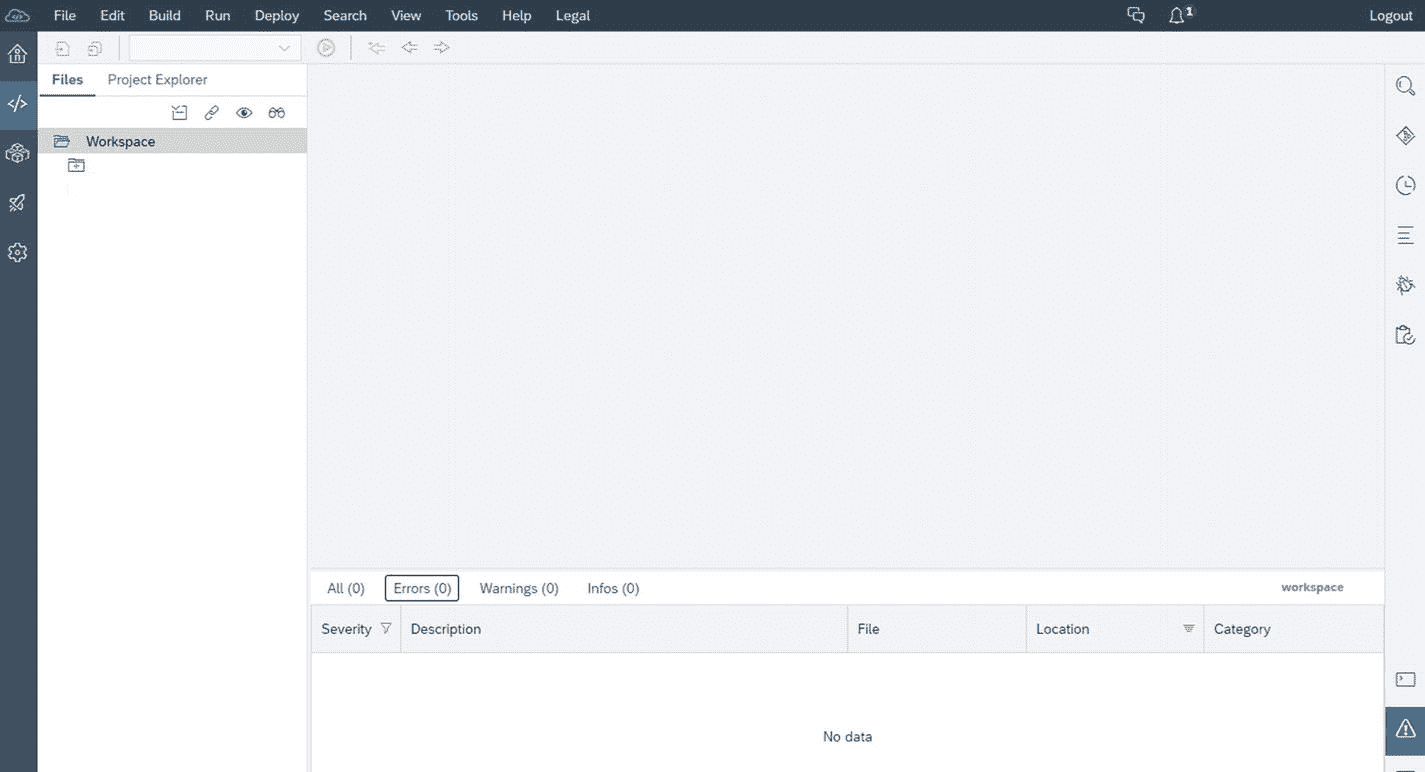 File Edit Build Run Deploy Search View Tools Help Legal 1 Logout
Files Project Explorer
Workspace
All (0) Errors (0) Warnings (0) Infos (0) workspace
Severity Description File Location Category
No data